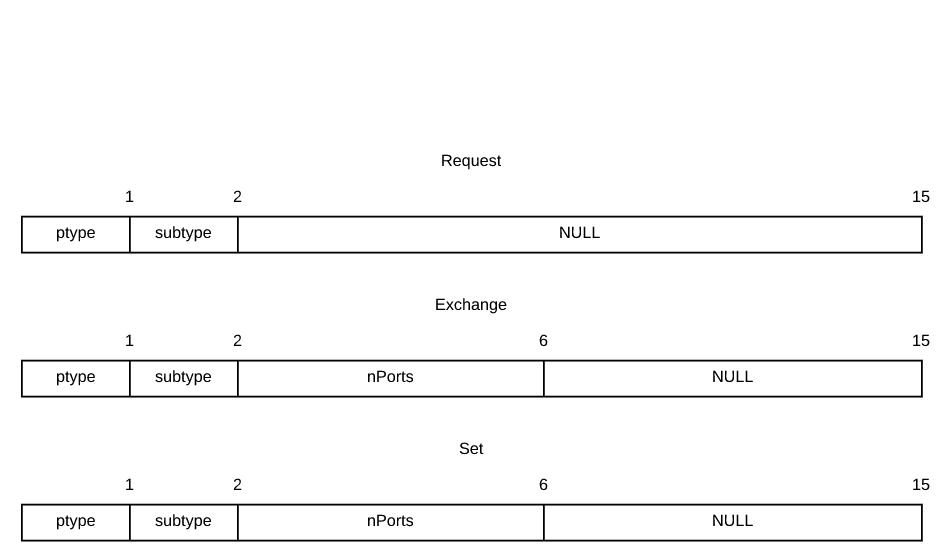 Request
1 2 15
ptype subtype NULL
Exchange
1 2 6 15
ptype subtype nPorts NULL
Set
1 2 6 15
ptype subtype nPorts NULL